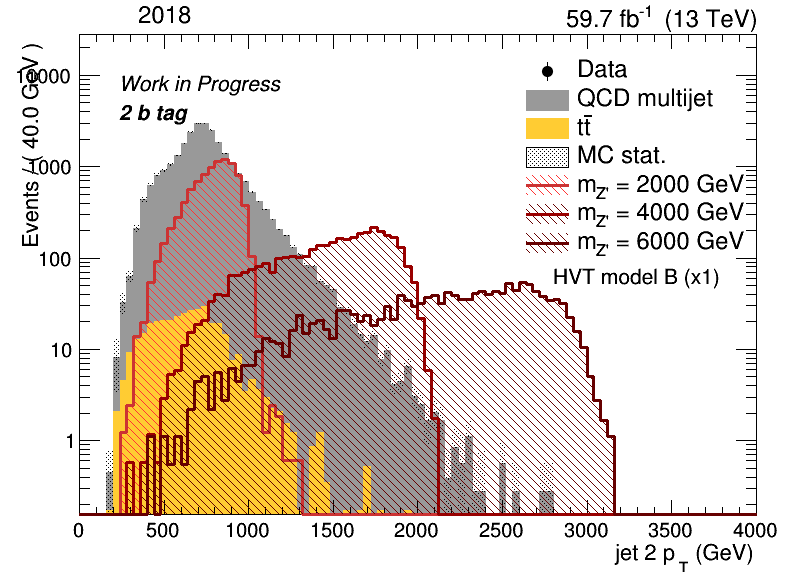 2018
59.7 fb⁻¹ (13 TeV)
Events / ( 40.0 GeV )
Work in Progress
2 b tag
Data
QCD multijet
tt̄
MC stat.
m_Z' = 2000 GeV
m_Z' = 4000 GeV
m_Z' = 6000 GeV
HVT model B (x1)
10000
1000
100
10
1
0 500 1000 1500 2000 2500 3000 3500 4000
jet 2 p_T (GeV)